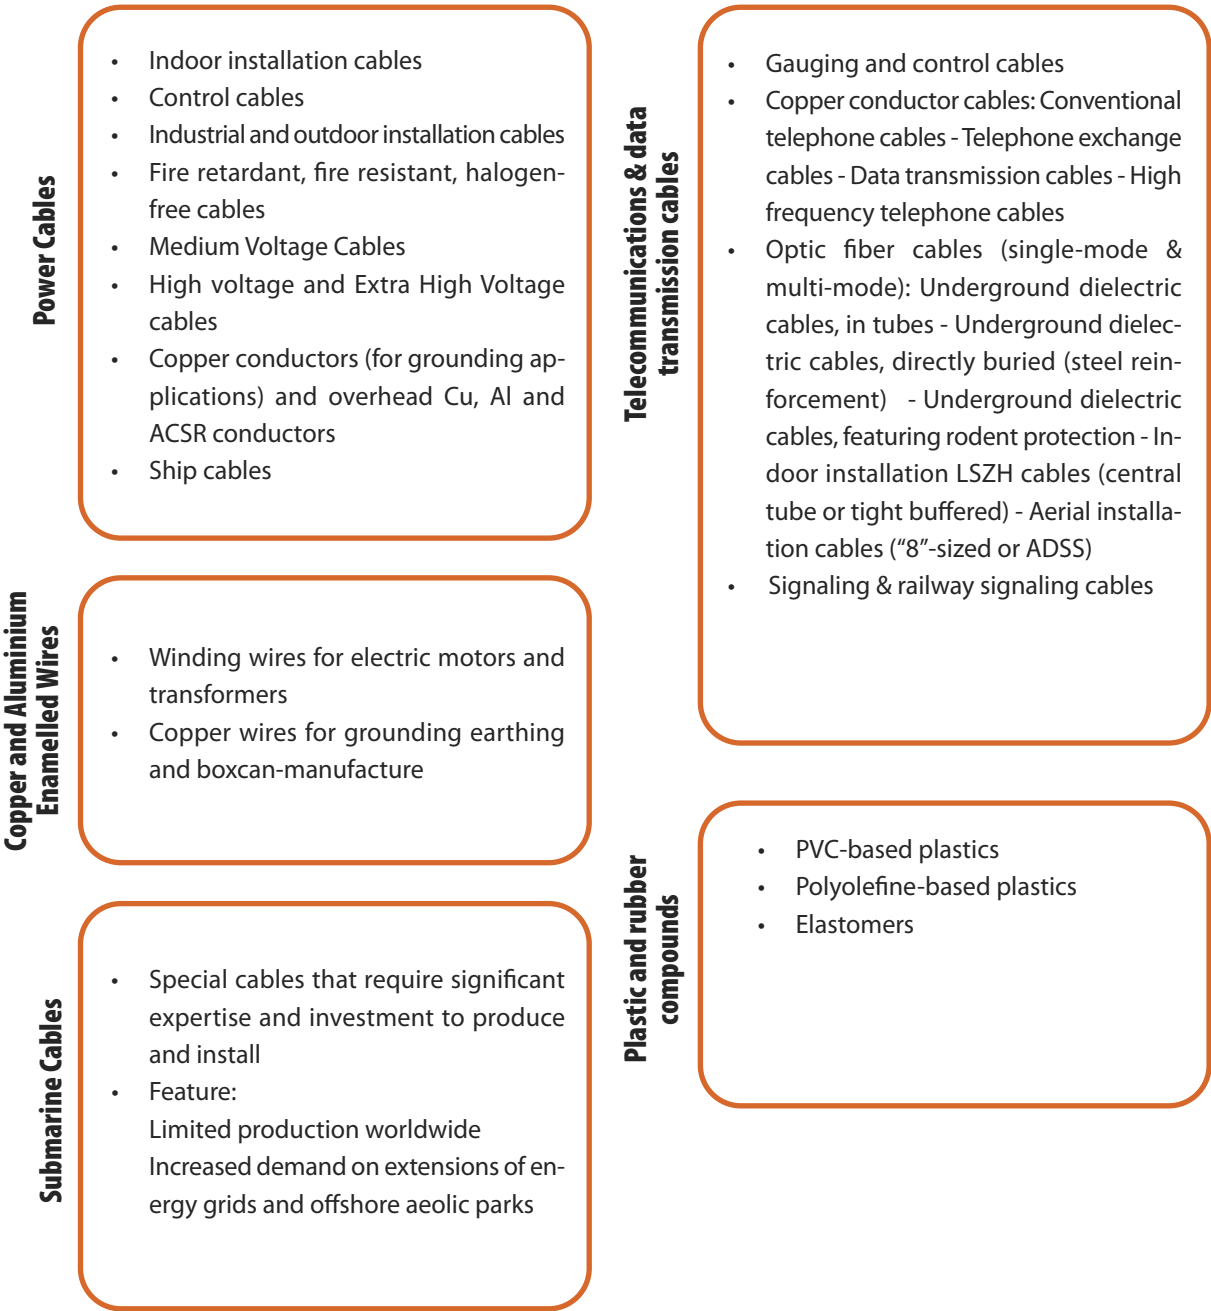 Power Cables
• Indoor installation cables
• Control cables
• Industrial and outdoor installation cables
• Fire retardant, fire resistant, halogen-
free cables
• Medium Voltage Cables
• High voltage and Extra High Voltage
cables
• Copper conductors (for grounding ap-
plications) and overhead Cu, Al and
ACSR conductors
• Ship cables
Copper and Aluminium
Enamelled Wires
• Winding wires for electric motors and
transformers
• Copper wires for grounding earthing
and boxcan-manufacture
Submarine Cables
• Special cables that require significant
expertise and investment to produce
and install
• Feature:
Limited production worldwide
Increased demand on extensions of en-
ergy grids and offshore aeolic parks
Telecommunications & data
transmission cables
• Gauging and control cables
• Copper conductor cables: Conventional
telephone cables - Telephone exchange
cables - Data transmission cables - High
frequency telephone cables
• Optic fiber cables (single-mode &
multi-mode): Underground dielectric
cables, in tubes - Underground dielec-
tric cables, directly buried (steel rein-
forcement) - Underground dielectric
cables, featuring rodent protection - In-
door installation LSZH cables (central
tube or tight buffered) - Aerial installa-
tion cables (“8”-sized or ADSS)
• Signaling & railway signaling cables
Plastic and rubber
compounds
• PVC-based plastics
• Polyolefine-based plastics
• Elastomers